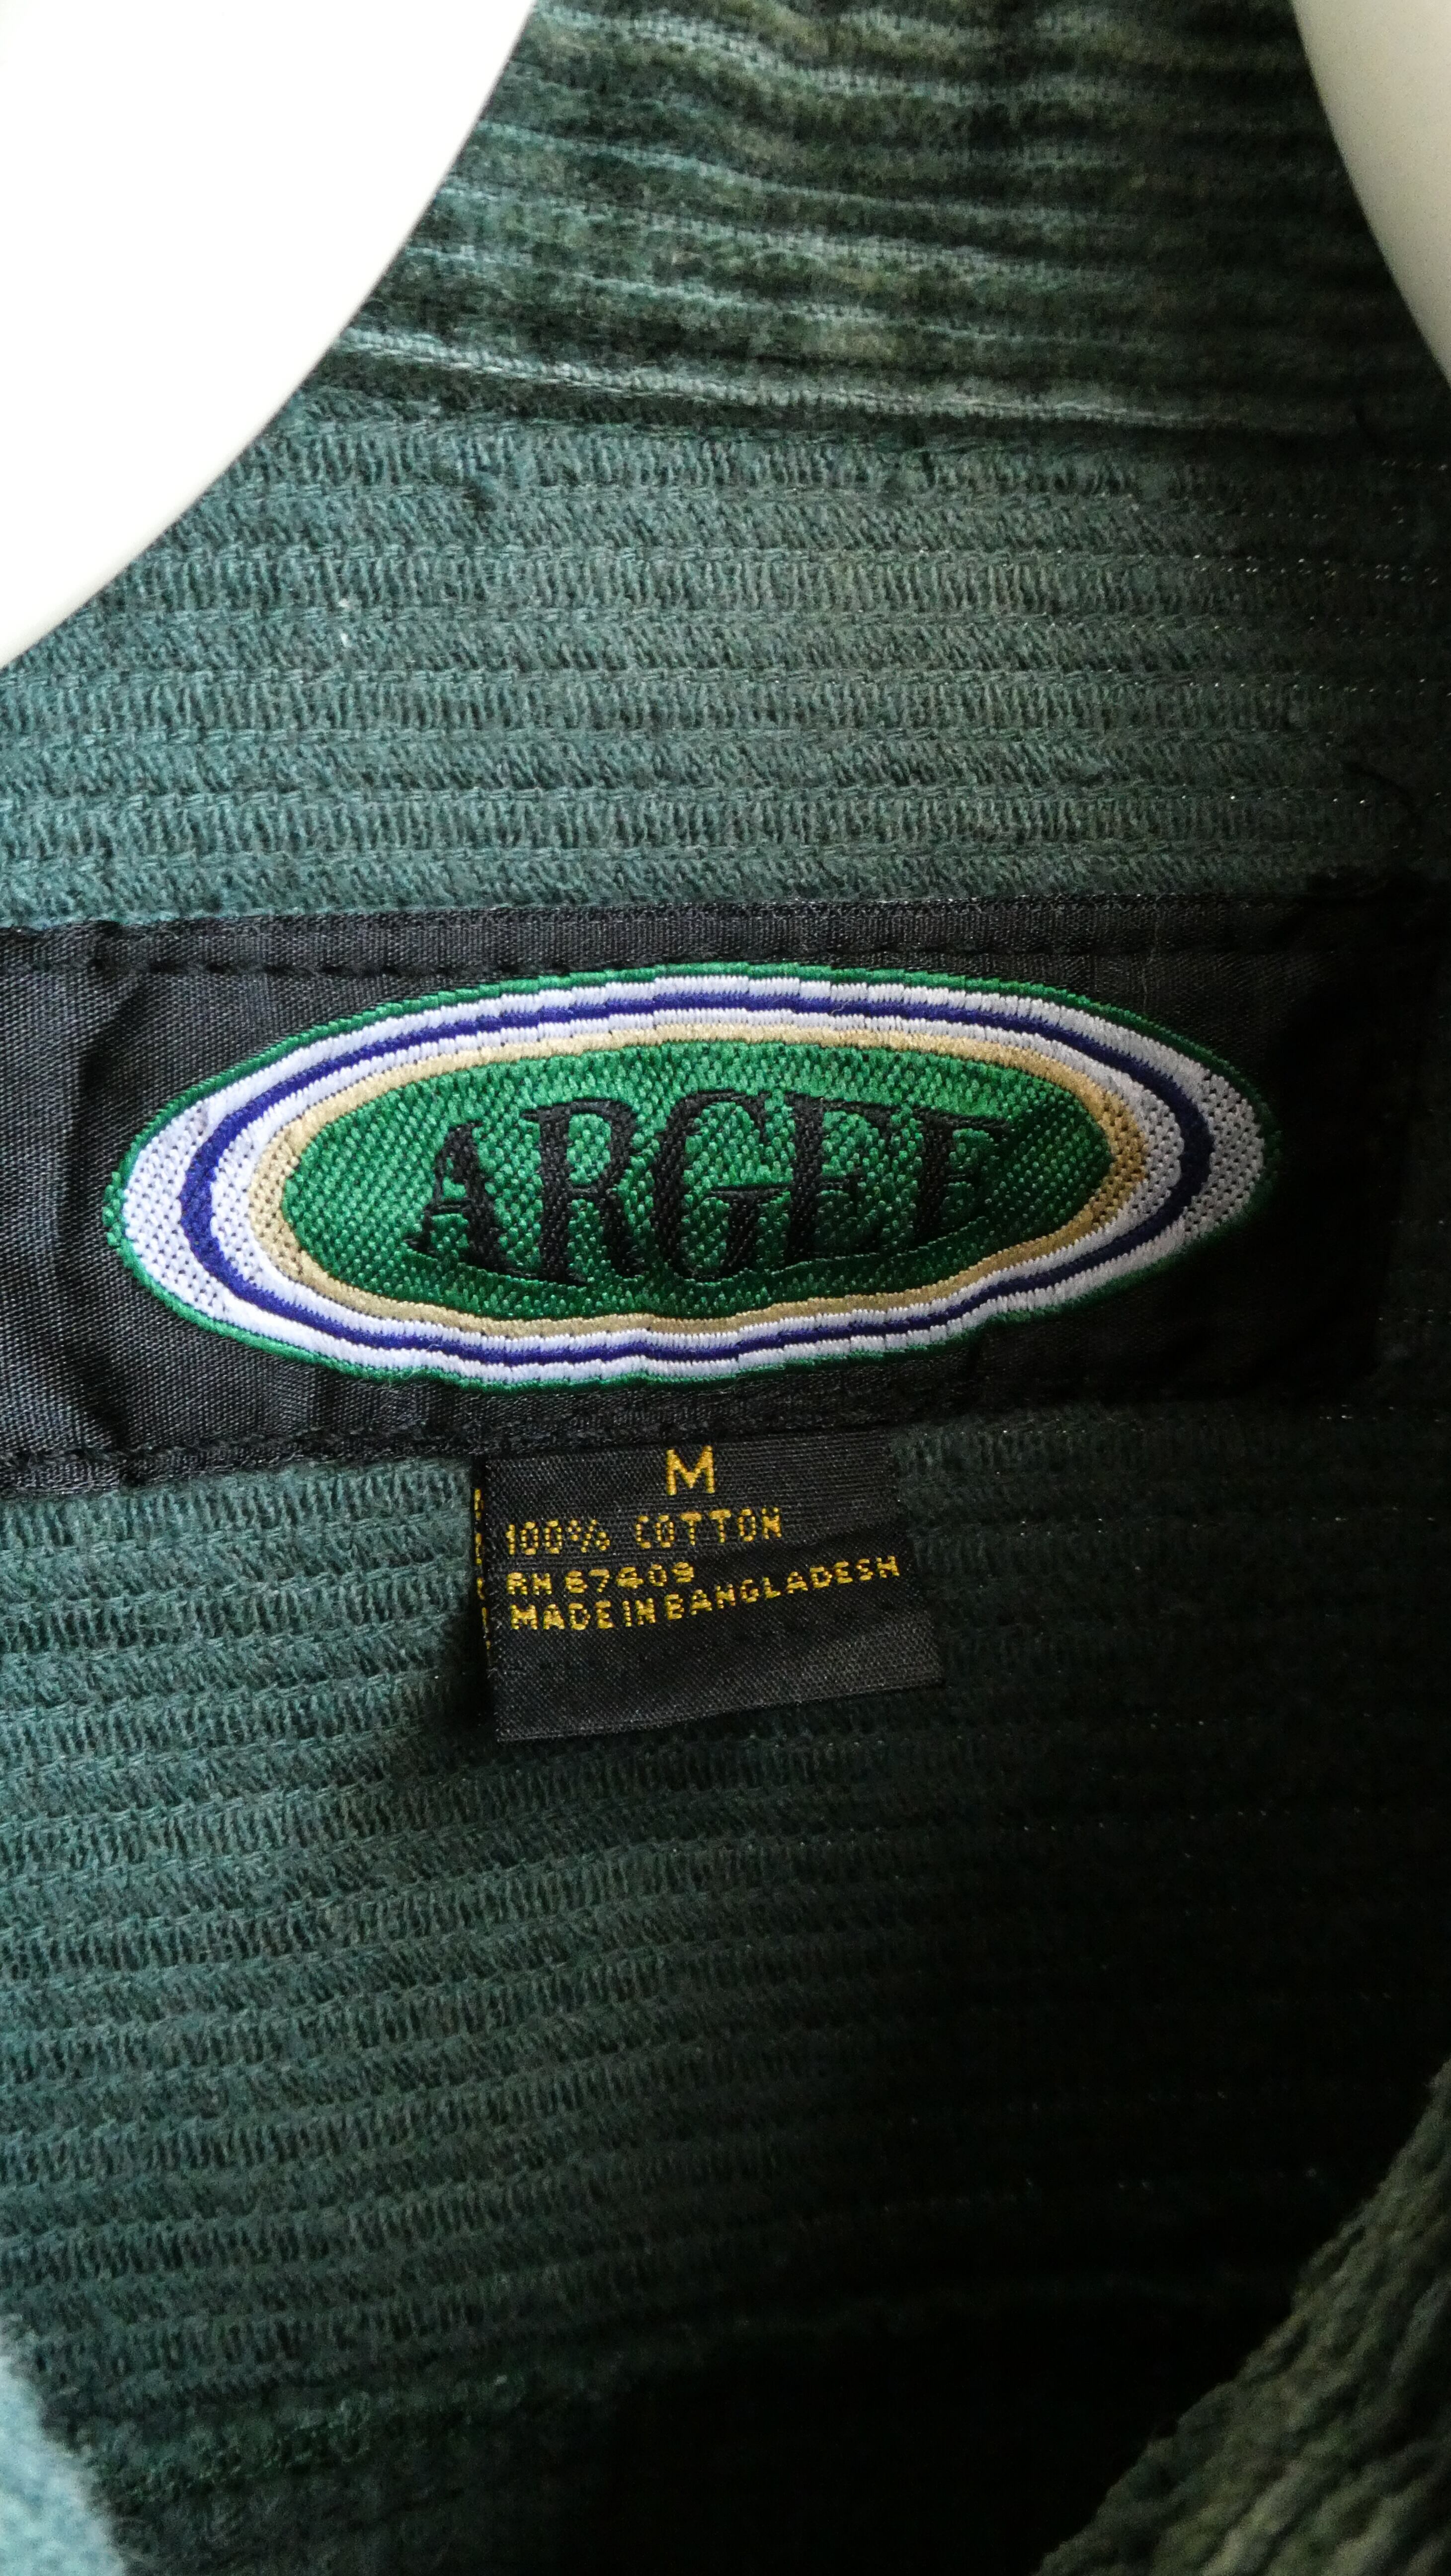 ARGEE
M
100% COTTON
RN 67409
MADE IN BANGLADESH